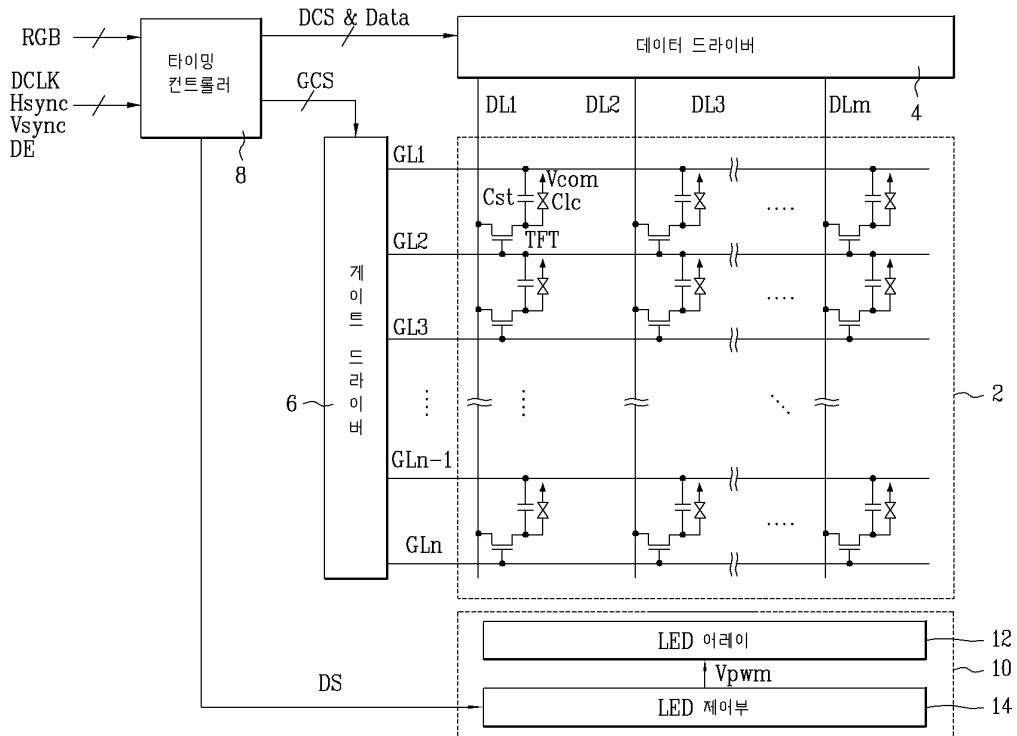 DCS & Data
RGB
타이밍
컨트롤러
데이터 드라이버
DCLK
Hsync
Vsync
DE
GCS
4
8
DL1
DL2
DL3
DLm
GL1
Vcom
Cst
Clc
....
TFT
GL2
....
GL3
게이트 드라이버
6
2
GLn-1
....
GLn
LED 어레이
12
10
Vpwm
DS
LED 제어부
14